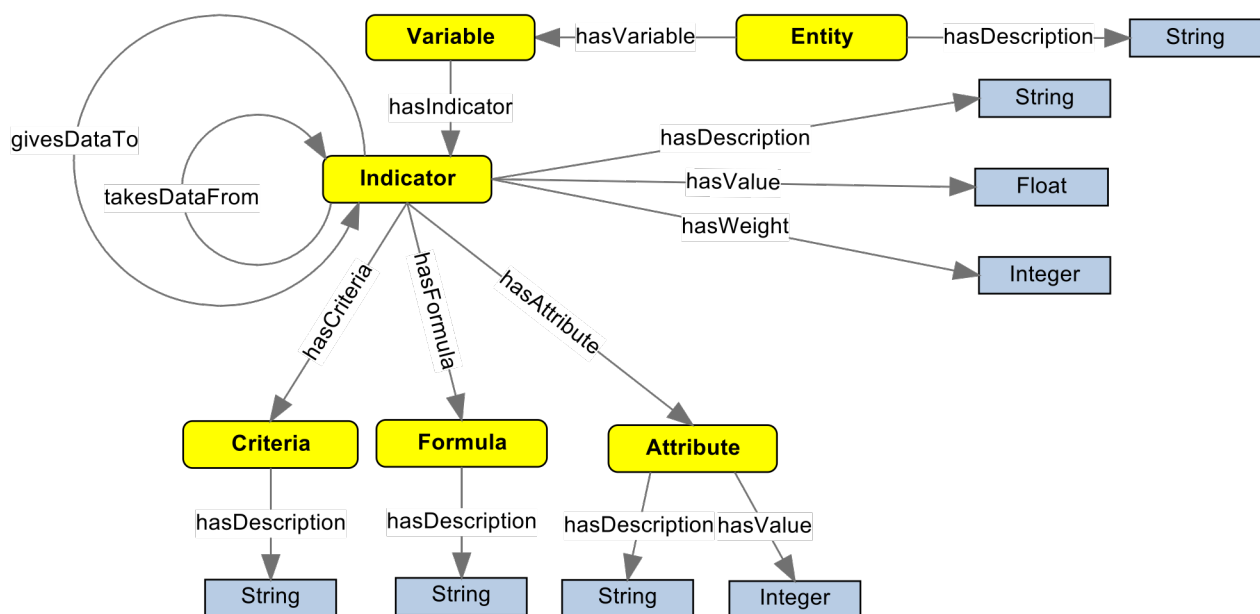 Variable
hasVariable
Entity
hasDescription
String
hasIndicator
String
givesDataTo
hasDescription
takesDataFrom
Indicator
hasValue
Float
hasWeight
Integer
hasCriteria
hasFormula
hasAttribute
Criteria
Formula
Attribute
hasDescription
hasDescription
hasDescription
hasValue
String
String
String
Integer